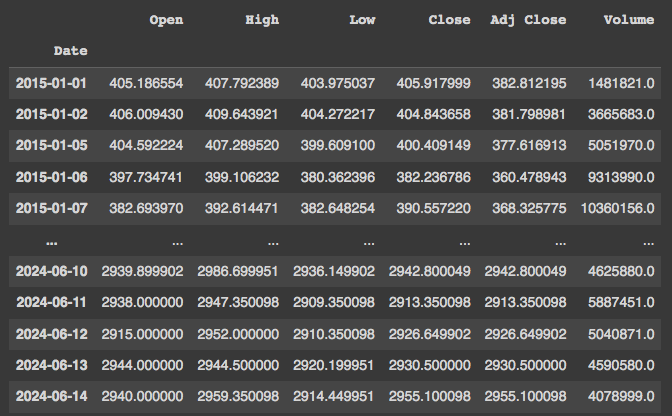 Open High Low Close Adj Close Volume
Date
2015-01-01 405.186554 407.792389 403.975037 405.917999 382.812195 1481821.0
2015-01-02 406.009430 409.643921 404.272217 404.843658 381.798981 3665683.0
2015-01-05 404.592224 407.289520 399.609100 400.409149 377.616913 5051970.0
2015-01-06 397.734741 399.106232 380.362396 382.236786 360.478943 9313990.0
2015-01-07 382.693970 392.614471 382.648254 390.557220 368.325775 10360156.0
... ... ... ... ... ... ...
2024-06-10 2939.899902 2986.699951 2936.149902 2942.800049 2942.800049 4625880.0
2024-06-11 2938.000000 2947.350098 2909.350098 2913.350098 2913.350098 5887451.0
2024-06-12 2915.000000 2952.000000 2910.350098 2926.649902 2926.649902 5040871.0
2024-06-13 2944.000000 2944.500000 2920.199951 2930.500000 2930.500000 4590580.0
2024-06-14 2940.000000 2959.350098 2914.449951 2955.100098 2955.100098 4078999.0